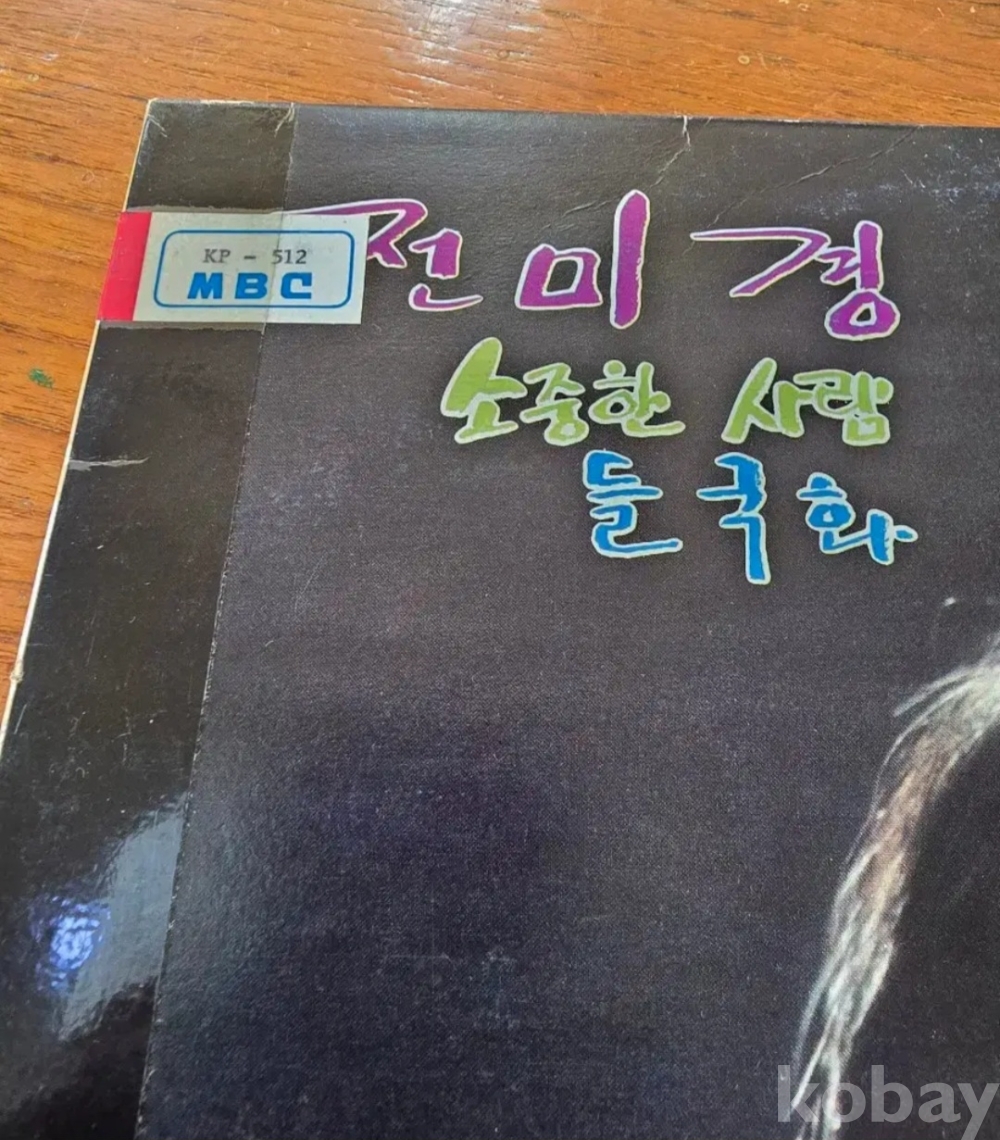 KP - 512
MBC
전미경
소중한 사람
들국화
kobay